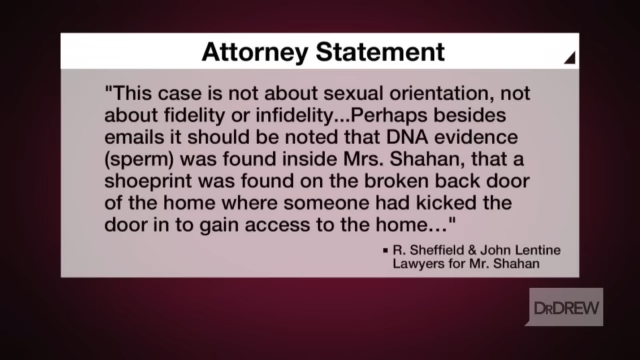 Attorney Statement
"This case is not about sexual orientation, not
about fidelity or infidelity...Perhaps besides
emails it should be noted that DNA evidence
(sperm) was found inside Mrs. Shahan, that a
shoeprint was found on the broken back door
of the home where someone had kicked the
door in to gain access to the home..."
▪ R. Sheffield & John Lentine
Lawyers for Mr. Shahan
DRDREW